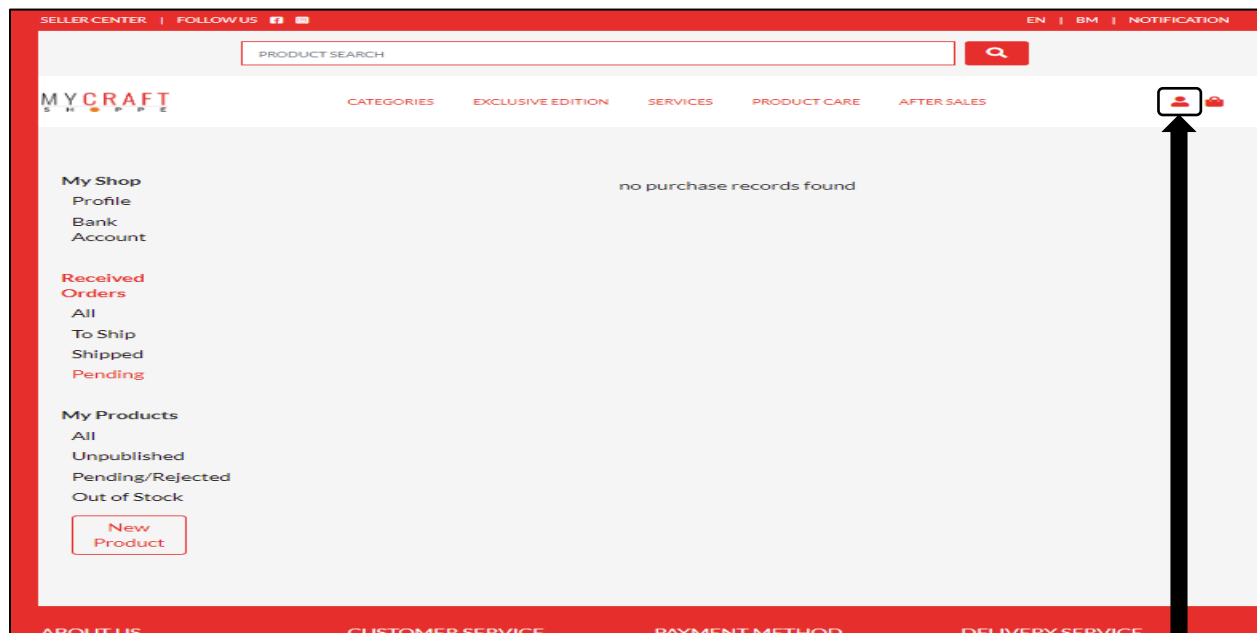 SELLER CENTER | FOLLOW US
EN | BM | NOTIFICATION
PRODUCT SEARCH
MYCRAFT
SHOPPE
CATEGORIES EXCLUSIVE EDITION SERVICES PRODUCT CARE AFTER SALES
My Shop
Profile
Bank
Account
Received
Orders
All
To Ship
Shipped
Pending
My Products
All
Unpublished
Pending/Rejected
Out of Stock
New
Product
no purchase records found
ABOUT US CUSTOMER SERVICE PAYMENT METHOD DELIVERY SERVICE